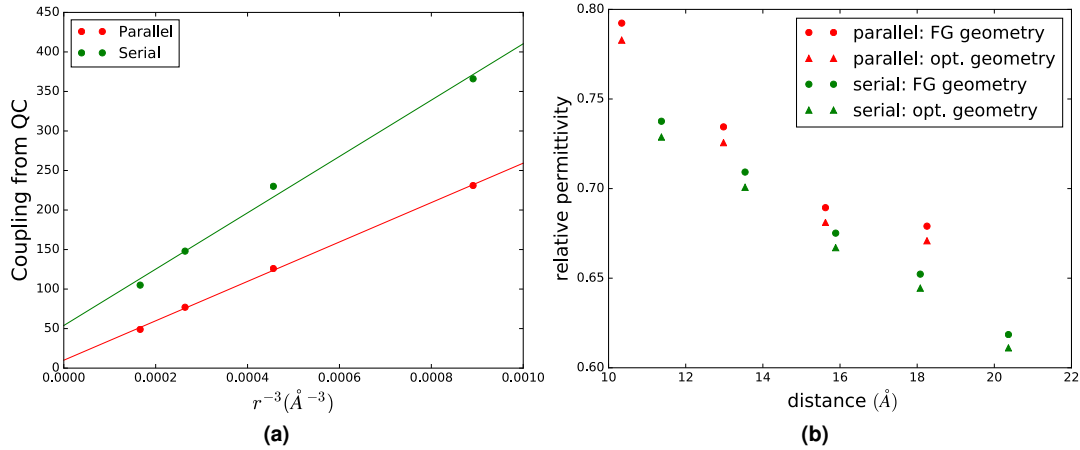 Parallel
Serial
450
400
350
300
250
200
150
100
50
0
Coupling from QC
0.0000
0.0002
0.0004
0.0006
0.0008
0.0010
r⁻³(Å⁻³)
(a)
parallel: FG geometry
parallel: opt. geometry
serial: FG geometry
serial: opt. geometry
0.80
0.75
0.70
0.65
0.60
relative permittivity
10
12
14
16
18
20
22
distance (Å)
(b)